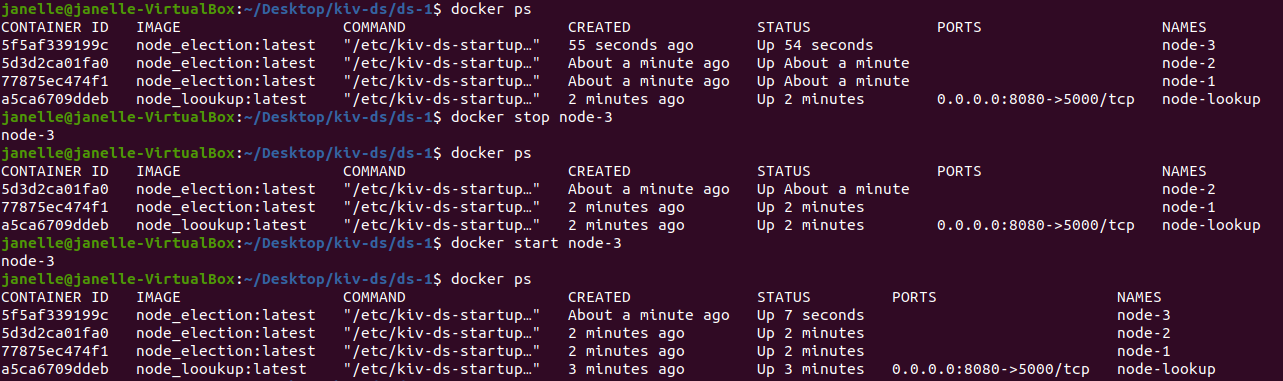 janelle@janelle-VirtualBox:~/Desktop/kiv-ds/ds-1$ docker ps
CONTAINER ID   IMAGE                  COMMAND                  CREATED              STATUS              PORTS                    NAMES
5f5af339199c   node_election:latest   "/etc/kiv-ds-startup…"   55 seconds ago       Up 54 seconds                                node-3
5d3d2ca01fa0   node_election:latest   "/etc/kiv-ds-startup…"   About a minute ago   Up About a minute                            node-2
77875ec474f1   node_election:latest   "/etc/kiv-ds-startup…"   About a minute ago   Up About a minute                            node-1
a5ca6709ddeb   node_looukup:latest    "/etc/kiv-ds-startup…"   2 minutes ago        Up 2 minutes        0.0.0.0:8080->5000/tcp   node-lookup
janelle@janelle-VirtualBox:~/Desktop/kiv-ds/ds-1$ docker stop node-3
node-3
janelle@janelle-VirtualBox:~/Desktop/kiv-ds/ds-1$ docker ps
CONTAINER ID   IMAGE                  COMMAND                  CREATED              STATUS              PORTS                    NAMES
5d3d2ca01fa0   node_election:latest   "/etc/kiv-ds-startup…"   About a minute ago   Up About a minute                            node-2
77875ec474f1   node_election:latest   "/etc/kiv-ds-startup…"   2 minutes ago        Up 2 minutes                                 node-1
a5ca6709ddeb   node_looukup:latest    "/etc/kiv-ds-startup…"   2 minutes ago        Up 2 minutes        0.0.0.0:8080->5000/tcp   node-lookup
janelle@janelle-VirtualBox:~/Desktop/kiv-ds/ds-1$ docker start node-3
node-3
janelle@janelle-VirtualBox:~/Desktop/kiv-ds/ds-1$ docker ps
CONTAINER ID   IMAGE                  COMMAND                  CREATED              STATUS         PORTS                    NAMES
5f5af339199c   node_election:latest   "/etc/kiv-ds-startup…"   About a minute ago   Up 7 seconds                            node-3
5d3d2ca01fa0   node_election:latest   "/etc/kiv-ds-startup…"   2 minutes ago        Up 2 minutes                            node-2
77875ec474f1   node_election:latest   "/etc/kiv-ds-startup…"   2 minutes ago        Up 2 minutes                            node-1
a5ca6709ddeb   node_looukup:latest    "/etc/kiv-ds-startup…"   3 minutes ago        Up 3 minutes   0.0.0.0:8080->5000/tcp   node-lookup